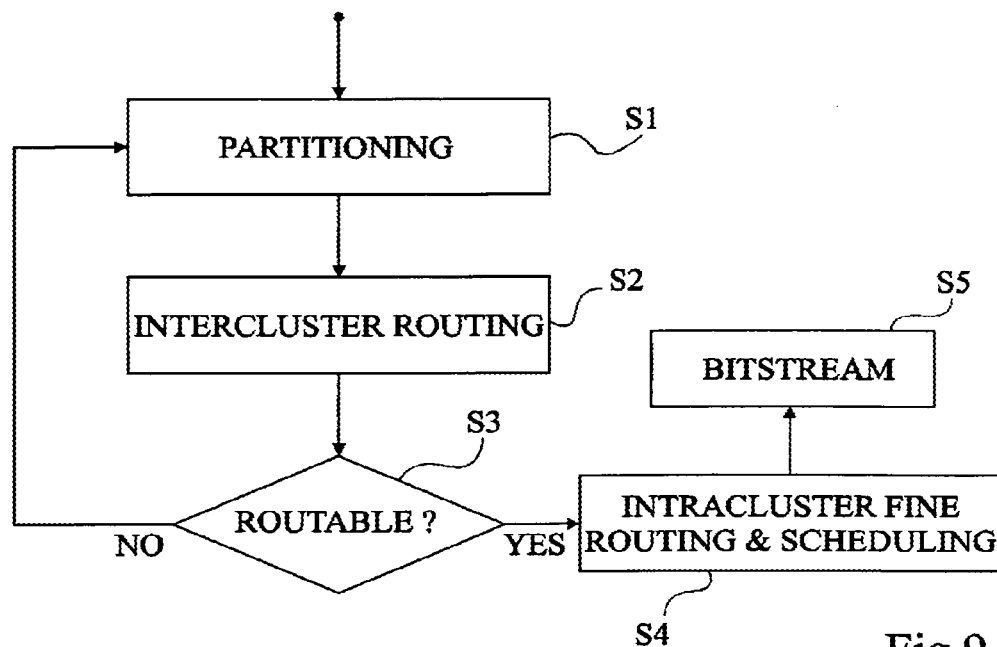 S1
PARTITIONING
S2
INTERCLUSTER ROUTING
S5
BITSTREAM
S3
ROUTABLE ?
NO
YES
INTRACLUSTER FINE
ROUTING & SCHEDULING
S4
Fig 9